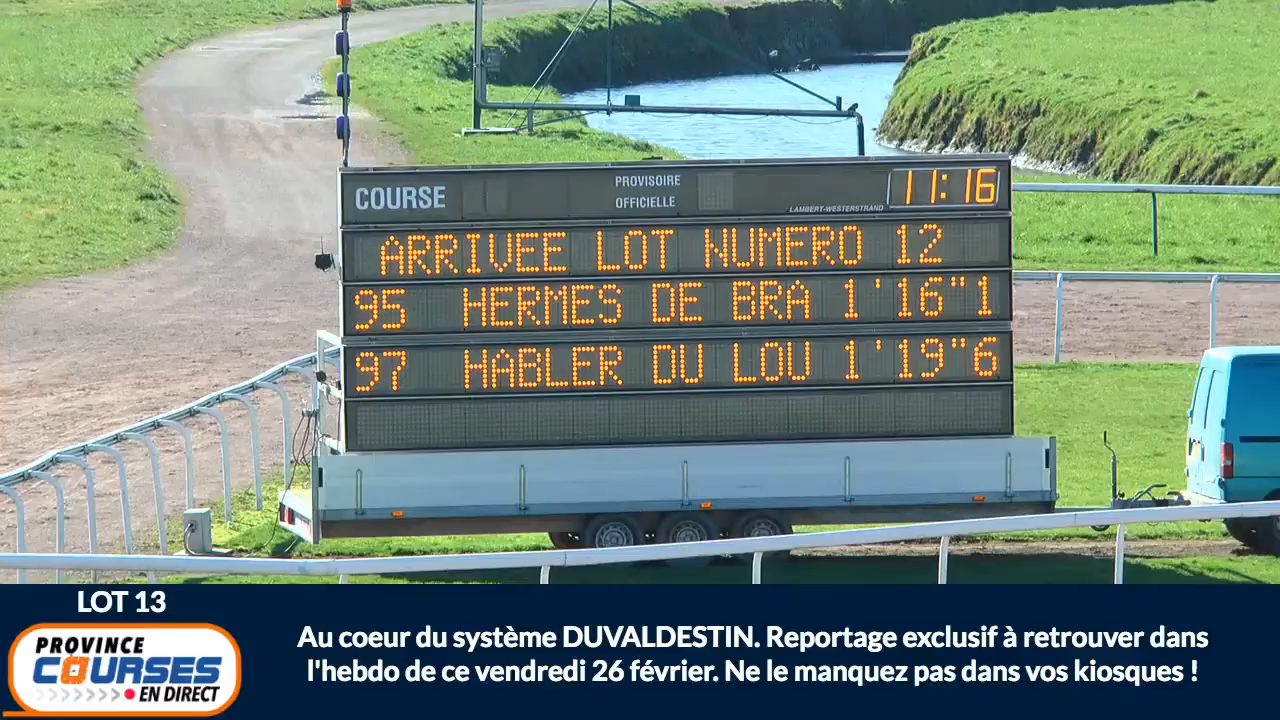 COURSE
PROVISOIRE
OFFICIELLE
LAMBERT-WESTERSTRAND
11:16
ARRIVEE LOT NUMERO 12
95 HERMES DE BRA 1'16"1
97 HABLER DU LOU 1'19"6
LOT 13
PROVINCE
COURSES
EN DIRECT
Au coeur du système DUVALDESTIN. Reportage exclusif à retrouver dans
l'hebdo de ce vendredi 26 février. Ne le manquez pas dans vos kiosques !